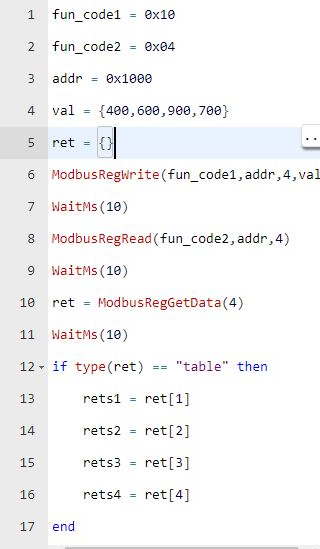 1 fun_code1 = 0x10
2 fun_code2 = 0x04
3 addr = 0x1000
4 val = {400,600,900,700}
5 ret = {}
6 ModbusRegWrite(fun_code1,addr,4,val
7 WaitMs(10)
8 ModbusRegRead(fun_code2,addr,4)
9 WaitMs(10)
10 ret = ModbusRegGetData(4)
11 WaitMs(10)
12 if type(ret) == "table" then
13     rets1 = ret[1]
14     rets2 = ret[2]
15     rets3 = ret[3]
16     rets4 = ret[4]
17 end